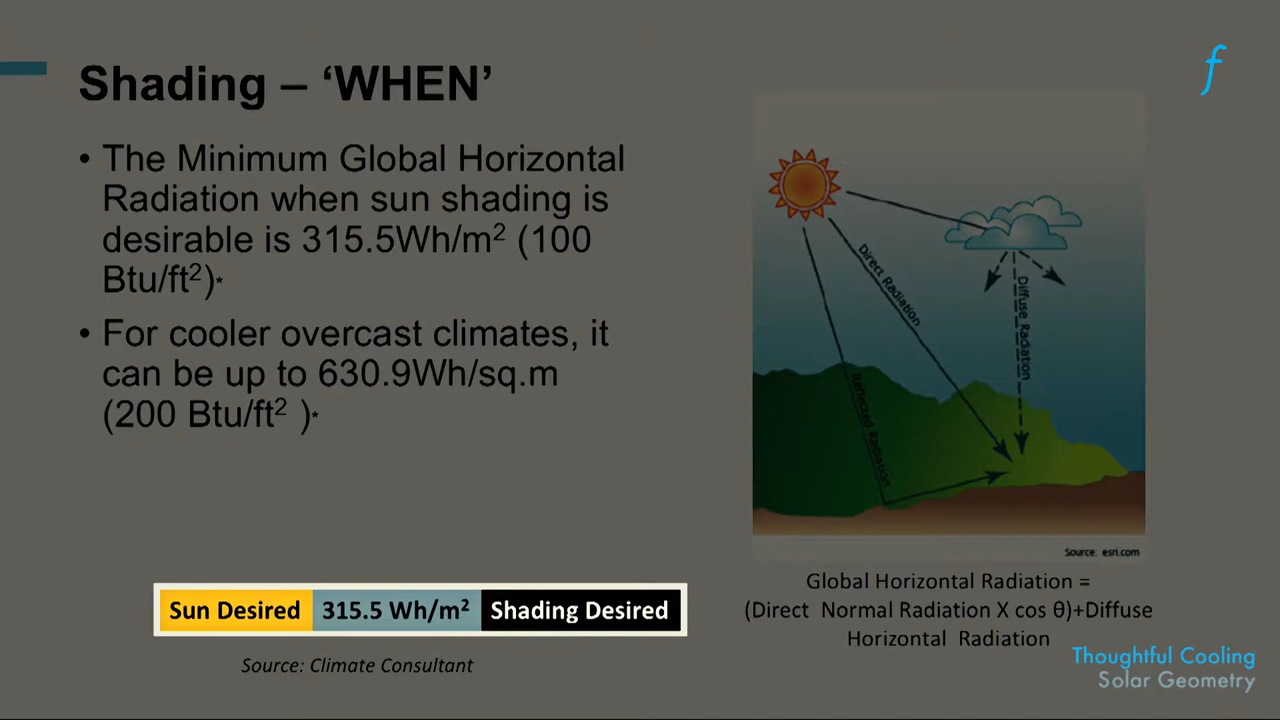 f
Shading – ‘WHEN’
• The Minimum Global Horizontal
Radiation when sun shading is
desirable is 315.5Wh/m² (100
Btu/ft²)*
• For cooler overcast climates, it
can be up to 630.9Wh/sq.m
(200 Btu/ft² )*
Direct Radiation
Diffuse Radiation
Reflected Radiation
Source: esri.com
Sun Desired 315.5 Wh/m² Shading Desired
Source: Climate Consultant
Global Horizontal Radiation =
(Direct Normal Radiation X cos θ)+Diffuse
Horizontal Radiation
Thoughtful Cooling
Solar Geometry